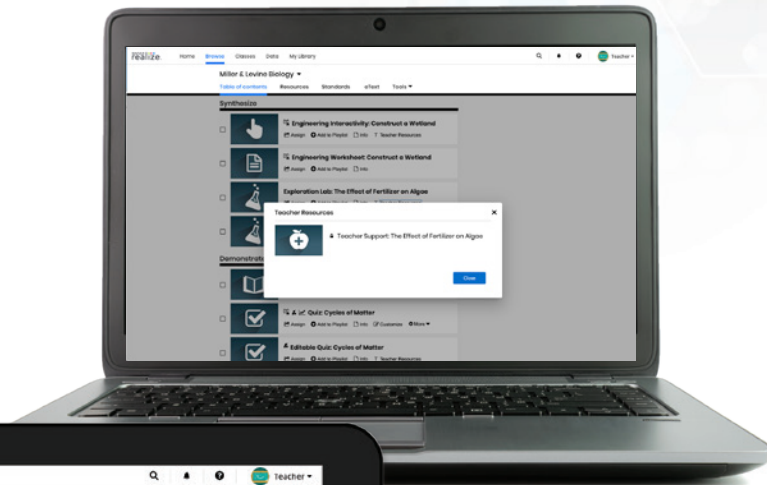 realize. Home Browse Classes Data My Library Teacher
Miller & Levine Biology
Table of contents Resources Standards eText Tools
Synthesize
Engineering Interactivity: Construct a Wetland
Assign Add to Playlist Info Teacher Resources
Engineering Worksheet: Construct a Wetland
Assign Add to Playlist Info
Exploration Lab: The Effect of Fertilizer on Algae
Teacher Resources
Teacher Support: The Effect of Fertilizer on Algae
Close
Quiz: Cycles of Matter
Assign Add to Playlist Info Customize More
Editable Quiz: Cycles of Matter
Assign Add to Playlist Info Teacher Resources
Teacher